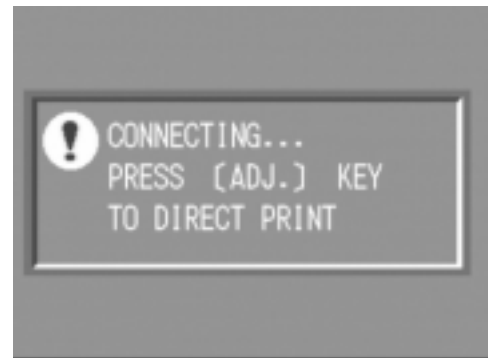 CONNECTING...
PRESS [ADJ.] KEY
TO DIRECT PRINT